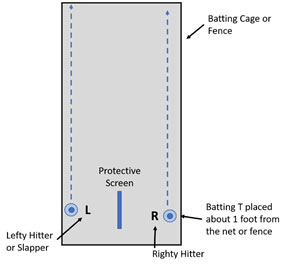 Batting Cage or
Fence
Protective
Screen
L
R
Batting T placed
about 1 foot from
the net or fence
Lefty Hitter
or Slapper
Righty Hitter